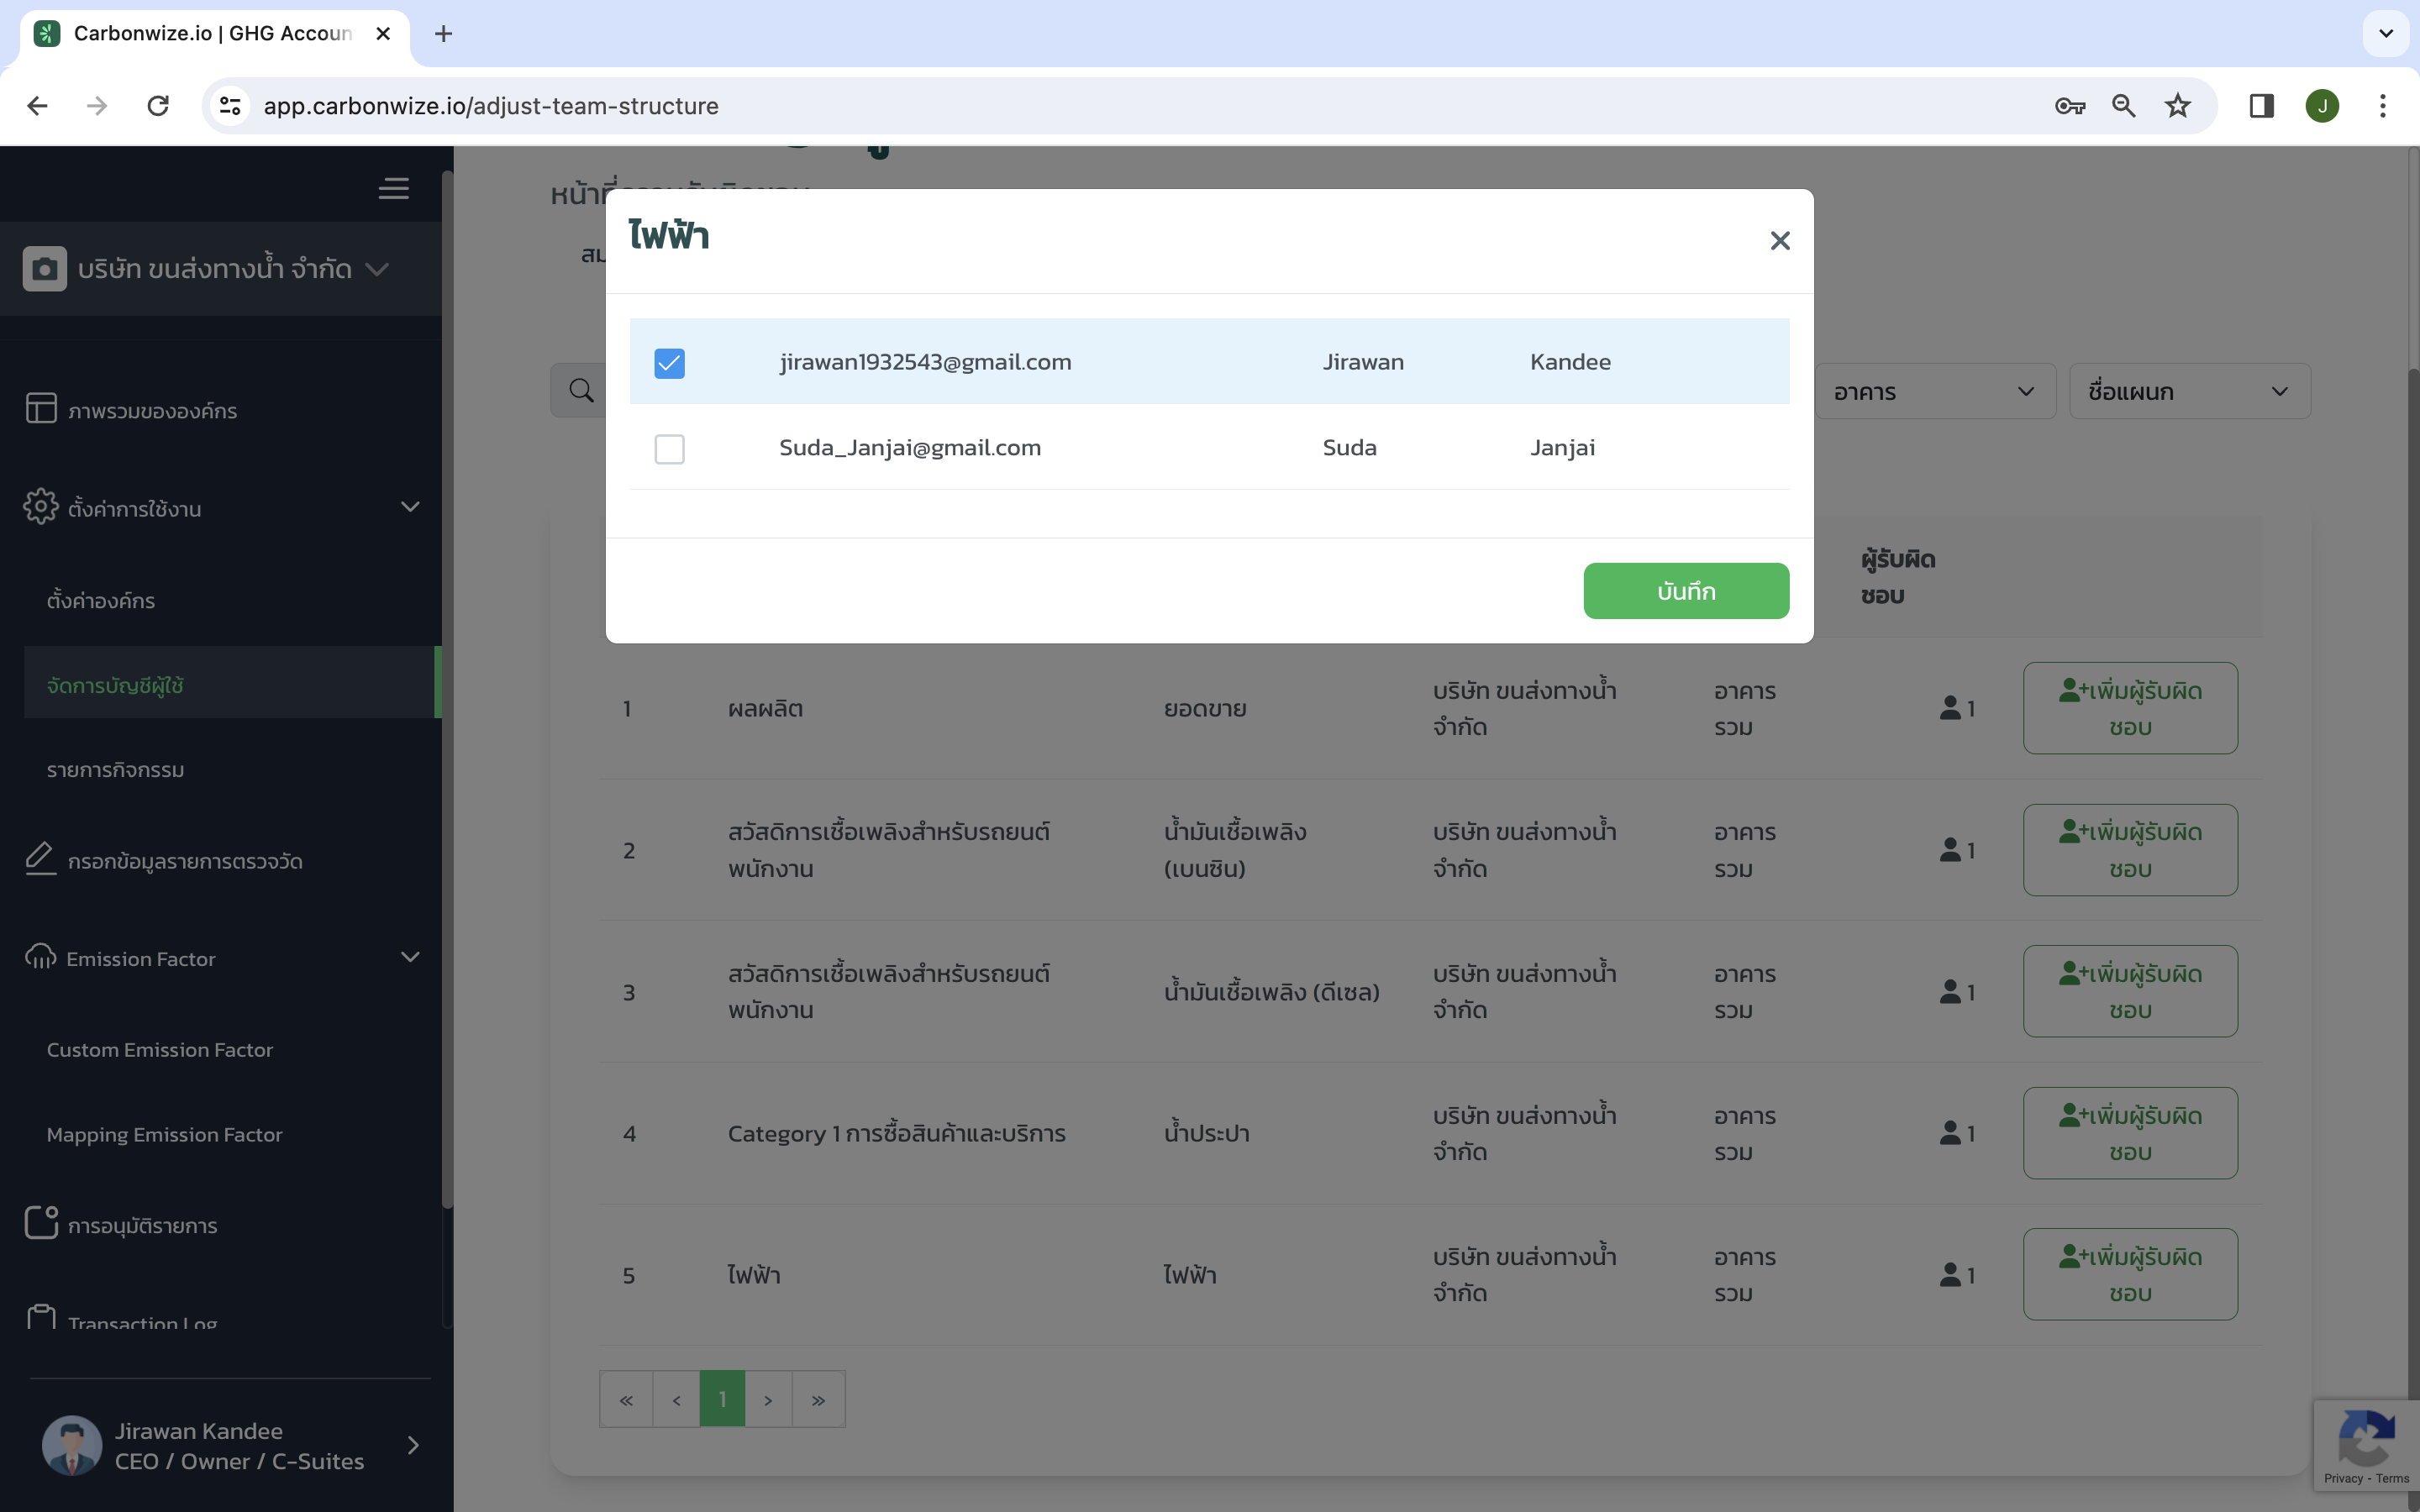 Carbonwize.io | GHG Accoun
app.carbonwize.io/adjust-team-structure
J
บริษัท ขนส่งทางน้ำ จำกัด
ภาพรวมขององค์กร
ตั้งค่าการใช้งาน
ตั้งค่าองค์กร
จัดการบัญชีผู้ใช้
รายการกิจกรรม
กรอกข้อมูลรายการตรวจวัด
Emission Factor
Custom Emission Factor
Mapping Emission Factor
การอนุมัติรายการ
Transaction Log
Jirawan Kandee
CEO / Owner / C-Suites
ไฟฟ้า
jirawan1932543@gmail.com Jirawan Kandee
Suda_Janjai@gmail.com Suda Janjai
บันทึก
อาคาร ชื่อแผนก
ผู้รับผิด
ชอบ
1 ผลผลิต ยอดขาย บริษัท ขนส่งทางน้ำ จำกัด อาคาร รวม 1 +เพิ่มผู้รับผิด ชอบ
2 สวัสดิการเชื้อเพลิงสำหรับรถยนต์ พนักงาน น้ำมันเชื้อเพลิง (เบนซิน) บริษัท ขนส่งทางน้ำ จำกัด อาคาร รวม 1 +เพิ่มผู้รับผิด ชอบ
3 สวัสดิการเชื้อเพลิงสำหรับรถยนต์ พนักงาน น้ำมันเชื้อเพลิง (ดีเซล) บริษัท ขนส่งทางน้ำ จำกัด อาคาร รวม 1 +เพิ่มผู้รับผิด ชอบ
4 Category 1 การซื้อสินค้าและบริการ น้ำประปา บริษัท ขนส่งทางน้ำ จำกัด อาคาร รวม 1 +เพิ่มผู้รับผิด ชอบ
5 ไฟฟ้า ไฟฟ้า บริษัท ขนส่งทางน้ำ จำกัด อาคาร รวม 1 +เพิ่มผู้รับผิด ชอบ
« < 1 > »
Privacy - Terms